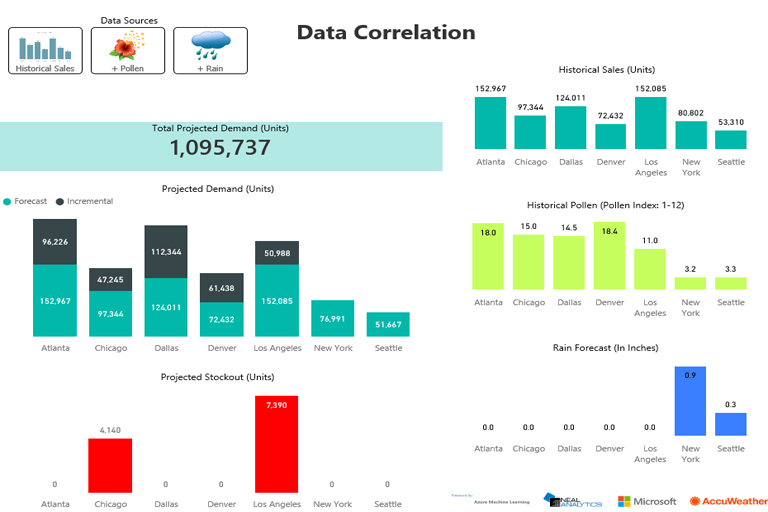 Data Sources
Historical Sales
+ Pollen
+ Rain
Data Correlation
Total Projected Demand (Units)
1,095,737
Projected Demand (Units)
Forecast Incremental
96,226 152,967
47,245 97,344
112,344 124,011
61,438 72,432
50,988 152,085
76,991
51,667
Atlanta Chicago Dallas Denver Los Angeles New York Seattle
Projected Stockout (Units)
0 4,140 0 0 7,390 0 0
Atlanta Chicago Dallas Denver Los Angeles New York Seattle
Historical Sales (Units)
152,967 97,344 124,011 72,432 152,085 80,802 53,310
Atlanta Chicago Dallas Denver Los Angeles New York Seattle
Historical Pollen (Pollen Index: 1-12)
18.0 15.0 14.5 18.4 11.0 3.2 3.3
Atlanta Chicago Dallas Denver Los Angeles New York Seattle
Rain Forecast (In Inches)
0.0 0.0 0.0 0.0 0.0 0.9 0.3
Atlanta Chicago Dallas Denver Los Angeles New York Seattle
Powered by: Azure Machine Learning
NEAL ANALYTICS
Microsoft
AccuWeather